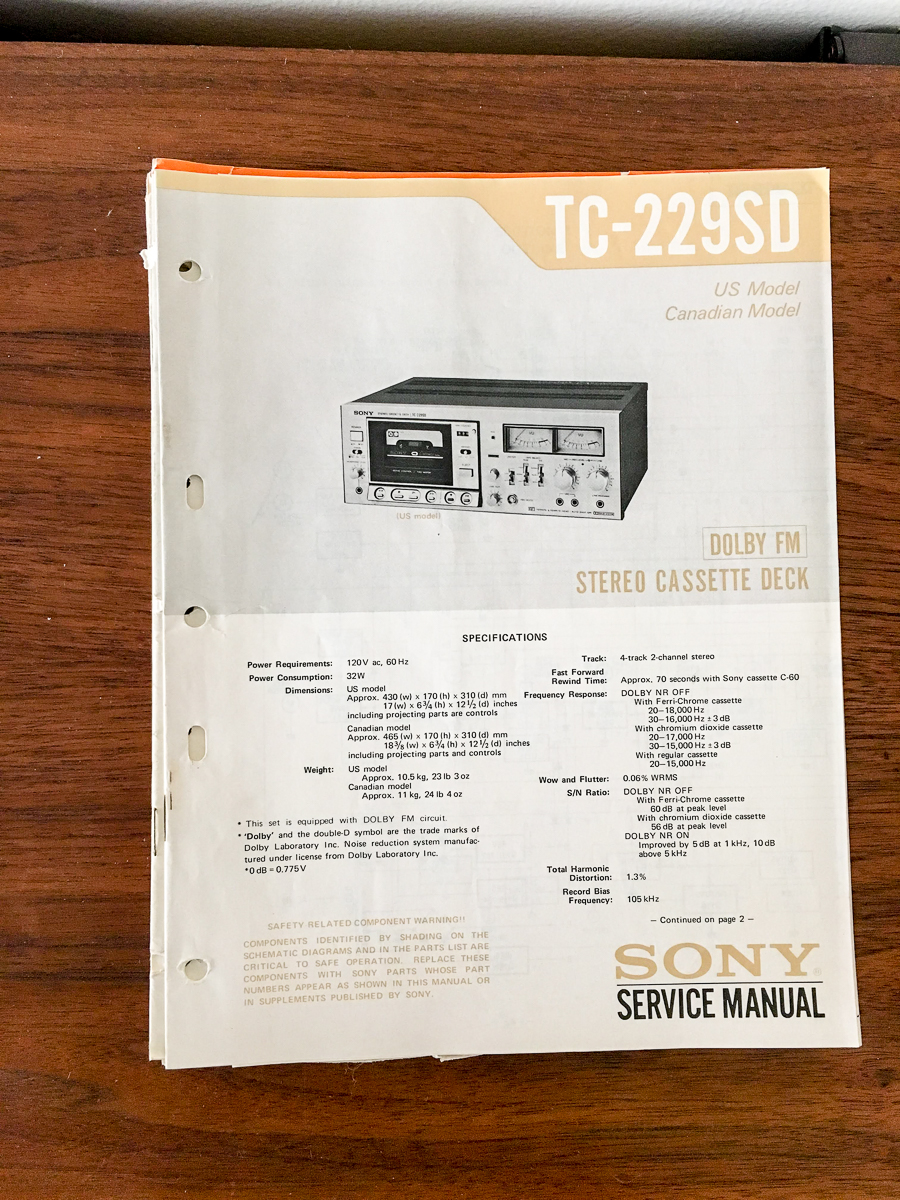 TC-229SD
US Model
Canadian Model
SONY
TC-229SD
(US model)
DOLBY FM
STEREO CASSETTE DECK
SPECIFICATIONS
Power Requirements: 120V ac, 60Hz
Power Consumption: 32W
Dimensions: US model
Approx. 430 (w) x 170 (h) x 310 (d) mm
17 (w) x 6 3/4 (h) x 12 1/2 (d) inches
including projecting parts are controls
Canadian model
Approx. 465 (w) x 170 (h) x 310 (d) mm
18 3/8 (w) x 6 3/4 (h) x 12 1/2 (d) inches
including projecting parts and controls
Weight: US model
Approx. 10.5 kg, 23 lb 3 oz
Canadian model
Approx. 11 kg, 24 lb 4 oz
* This set is equipped with DOLBY FM circuit.
* 'Dolby' and the double-D symbol are the trade marks of
Dolby Laboratory Inc. Noise reduction system manufac-
tured under license from Dolby Laboratory Inc.
*0 dB = 0.775 V
Track: 4-track 2-channel stereo
Fast Forward
Rewind Time: Approx. 70 seconds with Sony cassette C-60
Frequency Response: DOLBY NR OFF
With Ferri-Chrome cassette
20–18,000 Hz
30–16,000 Hz ± 3 dB
With chromium dioxide cassette
20–17,000 Hz
30–15,000 Hz ± 3 dB
With regular cassette
20–15,000 Hz
Wow and Flutter: 0.06% WRMS
S/N Ratio: DOLBY NR OFF
With Ferri-Chrome cassette
60 dB at peak level
With chromium dioxide cassette
56 dB at peak level
DOLBY NR ON
Improved by 5 dB at 1 kHz, 10 dB
above 5 kHz
Total Harmonic
Distortion: 1.3%
Record Bias
Frequency: 105 kHz
– Continued on page 2 –
SAFETY-RELATED COMPONENT WARNING!!
COMPONENTS IDENTIFIED BY SHADING ON THE
SCHEMATIC DIAGRAMS AND IN THE PARTS LIST ARE
CRITICAL TO SAFE OPERATION. REPLACE THESE
COMPONENTS WITH SONY PARTS WHOSE PART
NUMBERS APPEAR AS SHOWN IN THIS MANUAL OR
IN SUPPLEMENTS PUBLISHED BY SONY.
SONY®
SERVICE MANUAL